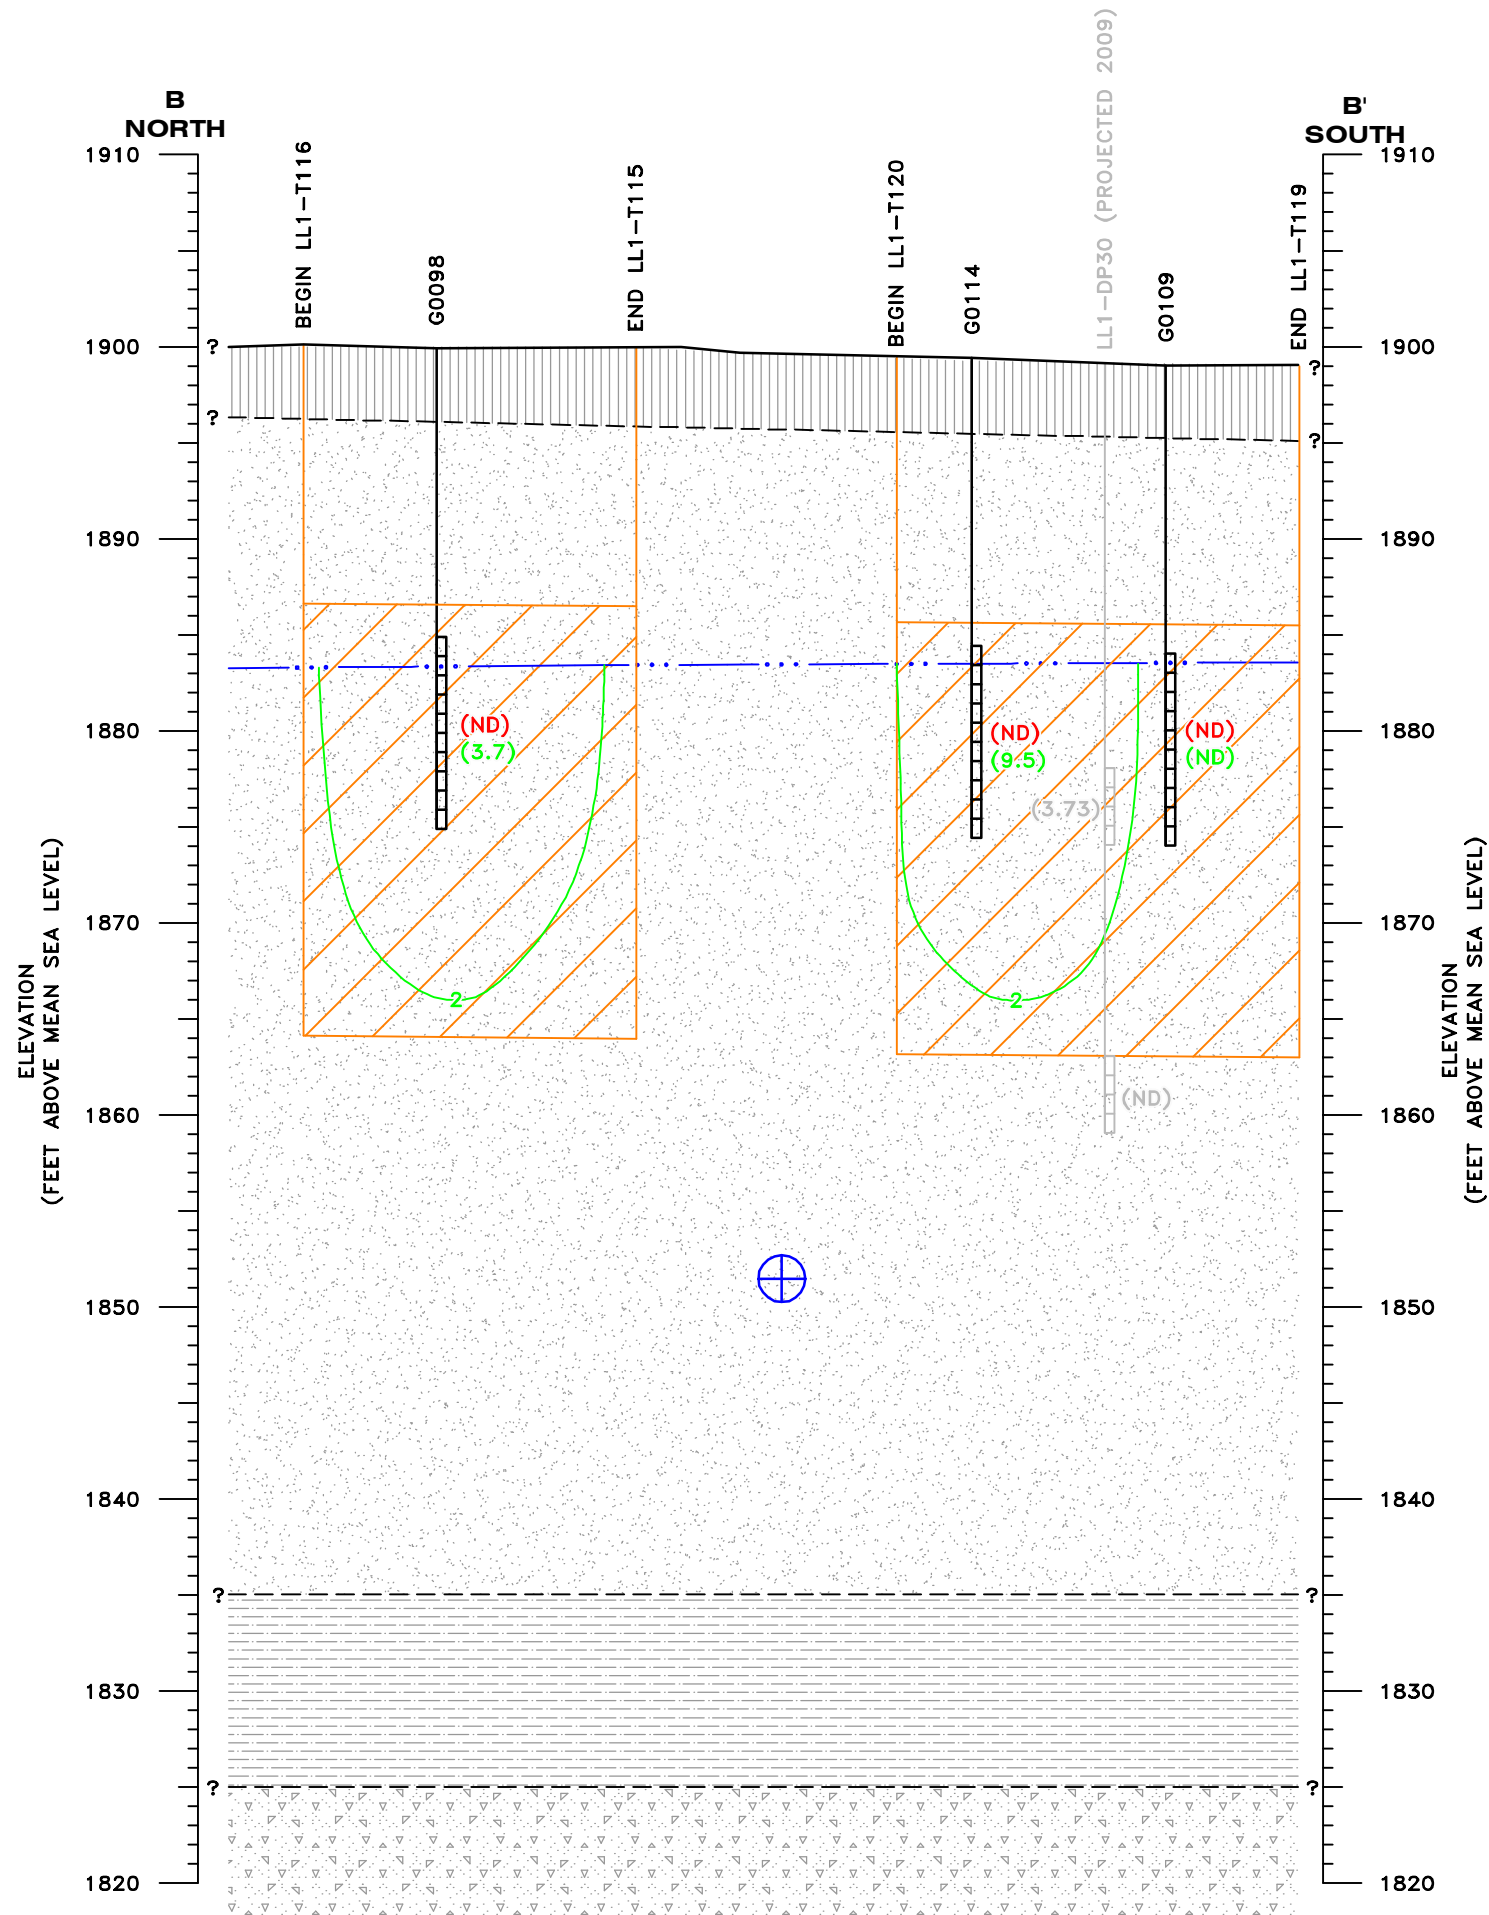 B
NORTH
B'
SOUTH
BEGIN LL1-T116
G0098
END LL1-T115
BEGIN LL1-T120
G0114
LL1-DP30 (PROJECTED 2009)
G0109
END LL1-T119
1910
1900
1890
1880
1870
1860
1850
1840
1830
1820
1910
1900
1890
1880
1870
1860
1850
1840
1830
1820
ELEVATION
(FEET ABOVE MEAN SEA LEVEL)
ELEVATION
(FEET ABOVE MEAN SEA LEVEL)
?
?
?
?
?
?
?
?
(ND)
(3.7)
(ND)
(9.5)
(3.73)
(ND)
(ND)
2
2
(ND)